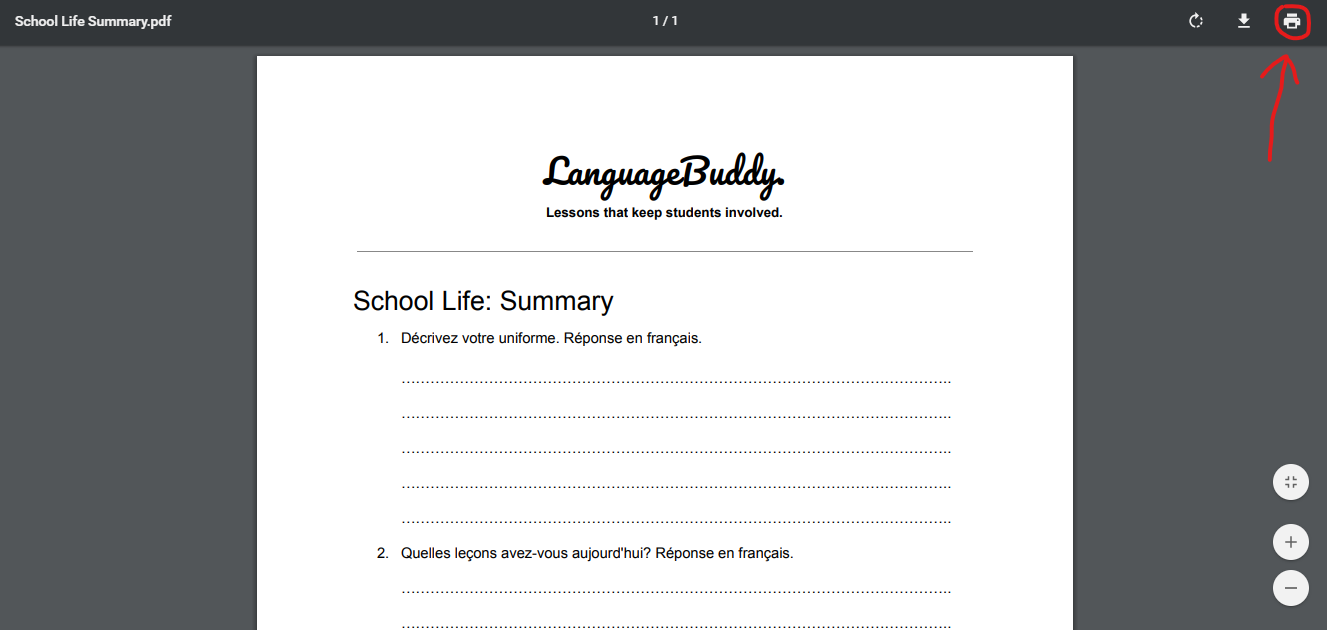 School Life Summary.pdf
1 / 1
LanguageBuddy.
Lessons that keep students involved.
School Life: Summary
1. Décrivez votre uniforme. Réponse en français.
2. Quelles leçons avez-vous aujourd'hui? Réponse en français.